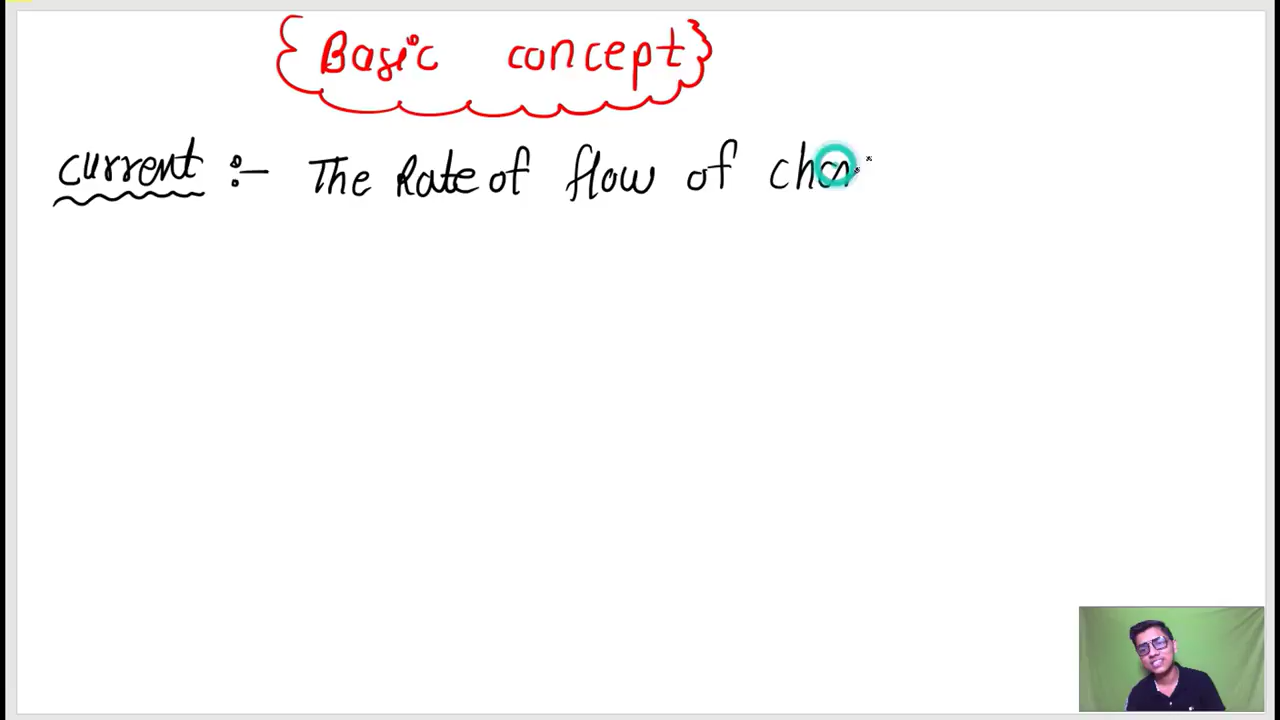 {Basic concept}
current :- The Rate of flow of